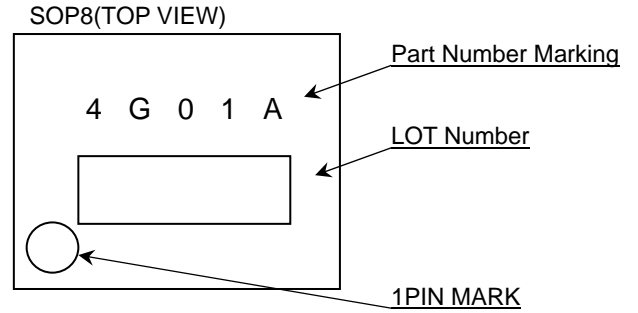 SOP8(TOP VIEW)
Part Number Marking
4 G 0 1 A
LOT Number
1PIN MARK